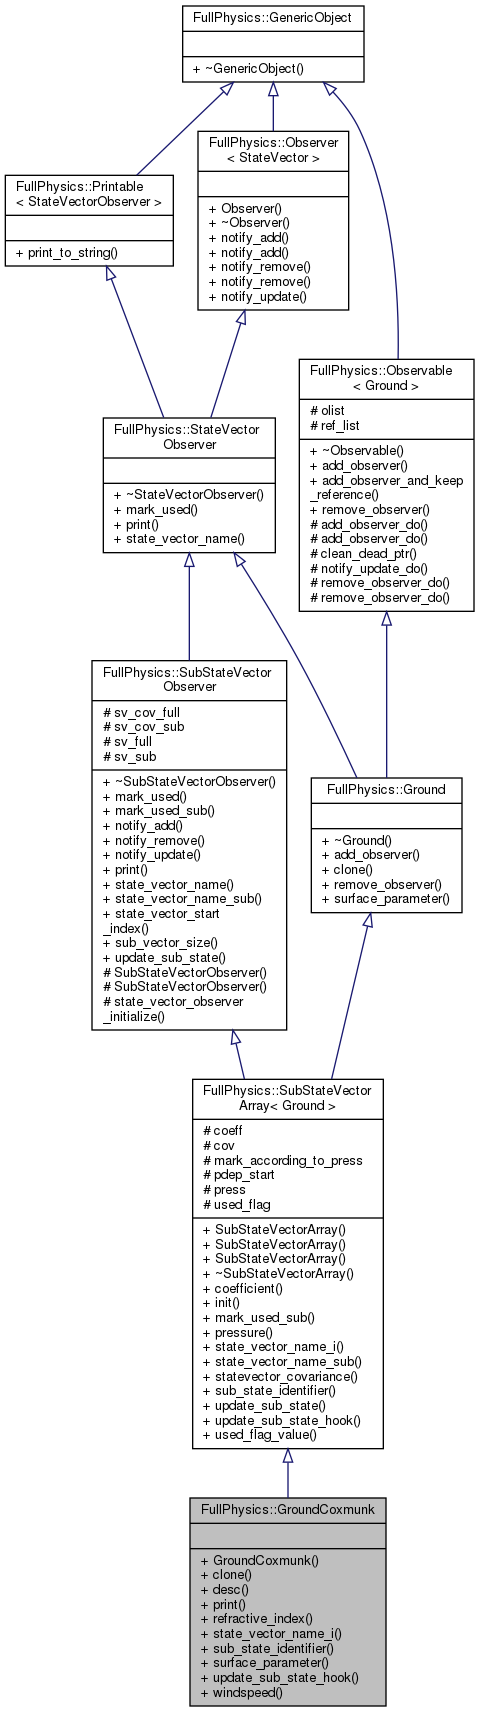 FullPhysics::GenericObject
+ ~GenericObject()
FullPhysics::Observer
< StateVector >
+ Observer()
+ ~Observer()
+ notify_add()
+ notify_add()
+ notify_remove()
+ notify_remove()
+ notify_update()
FullPhysics::Printable
< StateVectorObserver >
+ print_to_string()
FullPhysics::Observable
< Ground >
# olist
# ref_list
+ ~Observable()
+ add_observer()
+ add_observer_and_keep
_reference()
+ remove_observer()
# add_observer_do()
# add_observer_do()
# clean_dead_ptr()
# notify_update_do()
# remove_observer_do()
# remove_observer_do()
FullPhysics::StateVector
Observer
+ ~StateVectorObserver()
+ mark_used()
+ print()
+ state_vector_name()
FullPhysics::SubStateVector
Observer
# sv_cov_full
# sv_cov_sub
# sv_full
# sv_sub
+ ~SubStateVectorObserver()
+ mark_used()
+ mark_used_sub()
+ notify_add()
+ notify_remove()
+ notify_update()
+ print()
+ state_vector_name()
+ state_vector_name_sub()
+ state_vector_start
_index()
+ sub_vector_size()
+ update_sub_state()
# SubStateVectorObserver()
# SubStateVectorObserver()
# state_vector_observer
_initialize()
FullPhysics::Ground
+ ~Ground()
+ add_observer()
+ clone()
+ remove_observer()
+ surface_parameter()
FullPhysics::SubStateVector
Array< Ground >
# coeff
# cov
# mark_according_to_press
# pdep_start
# press
# used_flag
+ SubStateVectorArray()
+ SubStateVectorArray()
+ SubStateVectorArray()
+ ~SubStateVectorArray()
+ coefficient()
+ init()
+ mark_used_sub()
+ pressure()
+ state_vector_name_i()
+ state_vector_name_sub()
+ statevector_covariance()
+ sub_state_identifier()
+ update_sub_state()
+ update_sub_state_hook()
+ used_flag_value()
FullPhysics::GroundCoxmunk
+ GroundCoxmunk()
+ clone()
+ desc()
+ print()
+ refractive_index()
+ state_vector_name_i()
+ sub_state_identifier()
+ surface_parameter()
+ update_sub_state_hook()
+ windspeed()